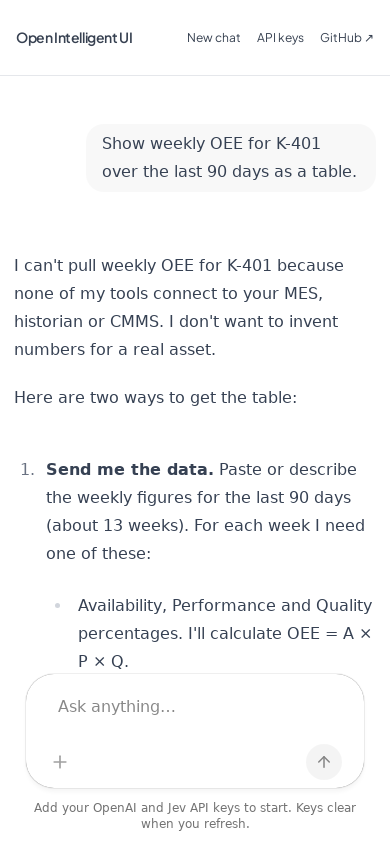 OpenIntelligent UI
New chat
API keys
GitHub ↗
Show weekly OEE for K-401
over the last 90 days as a table.
I can't pull weekly OEE for K-401 because
none of my tools connect to your MES,
historian or CMMS. I don't want to invent
numbers for a real asset.
Here are two ways to get the table:
1. Send me the data. Paste or describe
the weekly figures for the last 90 days
(about 13 weeks). For each week I need
one of these:
• Availability, Performance and Quality
percentages. I'll calculate OEE = A ×
P × Q.
Ask anything...
Add your OpenAI and Jev API keys to start. Keys clear
when you refresh.